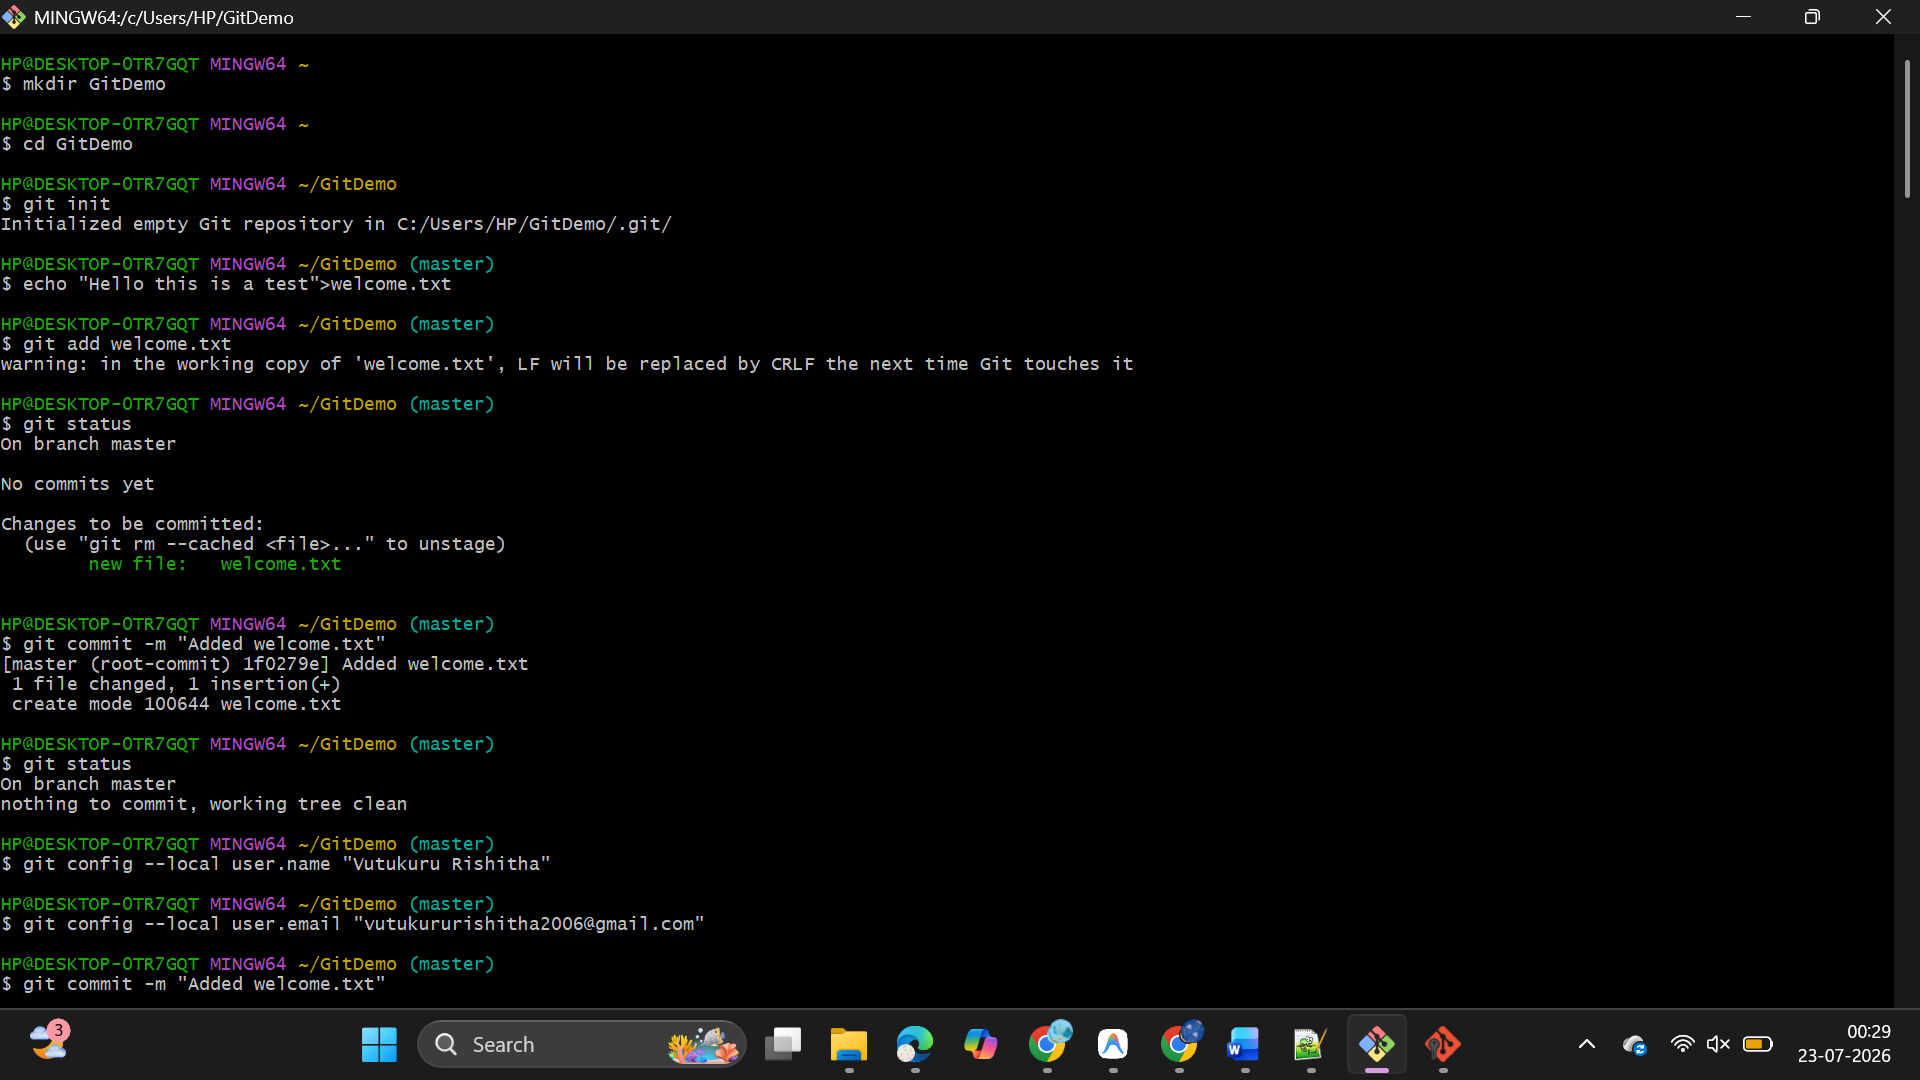 MINGW64:/c/Users/HP/GitDemo
HP@DESKTOP-OTR7GQT MINGW64 ~
$ mkdir GitDemo
HP@DESKTOP-OTR7GQT MINGW64 ~
$ cd GitDemo
HP@DESKTOP-OTR7GQT MINGW64 ~/GitDemo
$ git init
Initialized empty Git repository in C:/Users/HP/GitDemo/.git/
HP@DESKTOP-OTR7GQT MINGW64 ~/GitDemo (master)
$ echo "Hello this is a test">welcome.txt
HP@DESKTOP-OTR7GQT MINGW64 ~/GitDemo (master)
$ git add welcome.txt
warning: in the working copy of 'welcome.txt', LF will be replaced by CRLF the next time Git touches it
HP@DESKTOP-OTR7GQT MINGW64 ~/GitDemo (master)
$ git status
On branch master
No commits yet
Changes to be committed:
  (use "git rm --cached <file>..." to unstage)
        new file:   welcome.txt
HP@DESKTOP-OTR7GQT MINGW64 ~/GitDemo (master)
$ git commit -m "Added welcome.txt"
[master (root-commit) 1f0279e] Added welcome.txt
 1 file changed, 1 insertion(+)
 create mode 100644 welcome.txt
HP@DESKTOP-OTR7GQT MINGW64 ~/GitDemo (master)
$ git status
On branch master
nothing to commit, working tree clean
HP@DESKTOP-OTR7GQT MINGW64 ~/GitDemo (master)
$ git config --local user.name "Vutukuru Rishitha"
HP@DESKTOP-OTR7GQT MINGW64 ~/GitDemo (master)
$ git config --local user.email "vutukururishitha2006@gmail.com"
HP@DESKTOP-OTR7GQT MINGW64 ~/GitDemo (master)
$ git commit -m "Added welcome.txt"
3
Search
00:29
23-07-2026